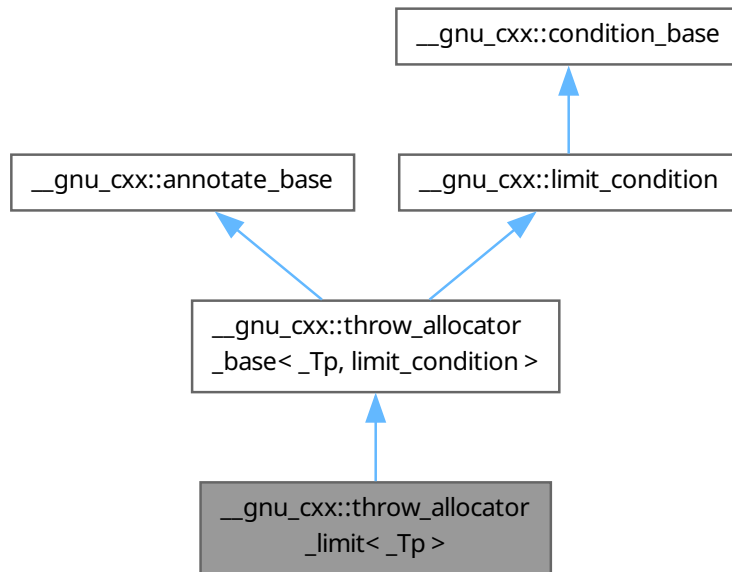 __gnu_cxx::condition_base
__gnu_cxx::annotate_base
__gnu_cxx::limit_condition
__gnu_cxx::throw_allocator
_base< _Tp, limit_condition >
__gnu_cxx::throw_allocator
_limit< _Tp >